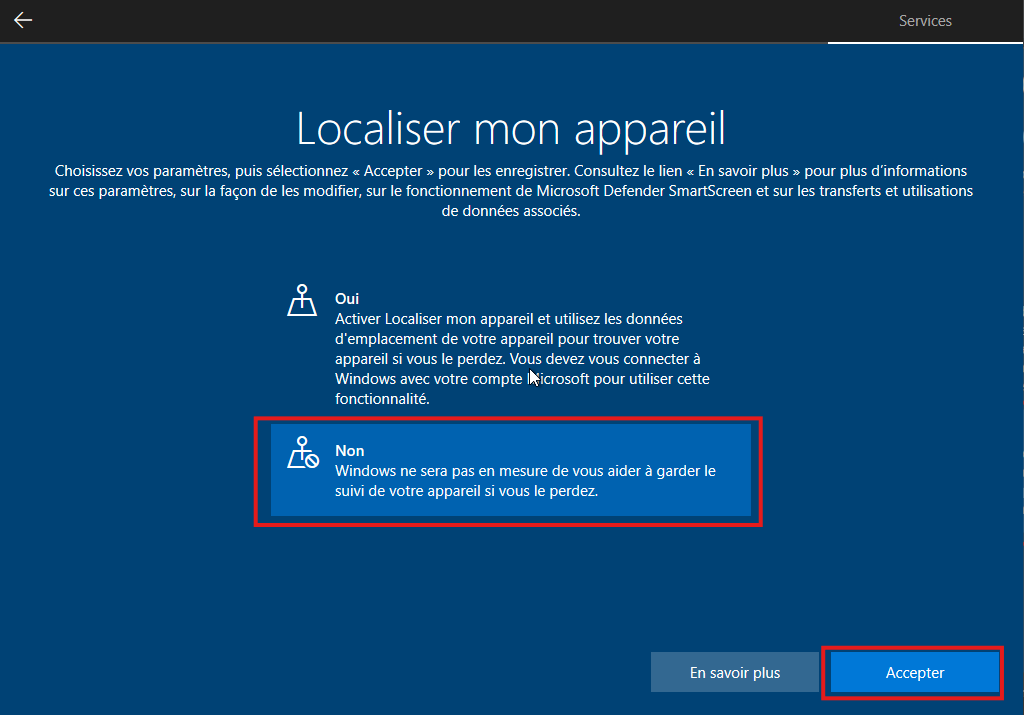 Services
Localiser mon appareil
Choisissez vos paramètres, puis sélectionnez « Accepter » pour les enregistrer. Consultez le lien « En savoir plus » pour plus d'informations
sur ces paramètres, sur la façon de les modifier, sur le fonctionnement de Microsoft Defender SmartScreen et sur les transferts et utilisations
de données associés.
Oui
Activer Localiser mon appareil et utilisez les données
d'emplacement de votre appareil pour trouver votre
appareil si vous le perdez. Vous devez vous connecter à
Windows avec votre compte Microsoft pour utiliser cette
fonctionnalité.
Non
Windows ne sera pas en mesure de vous aider à garder le
suivi de votre appareil si vous le perdez.
En savoir plus
Accepter